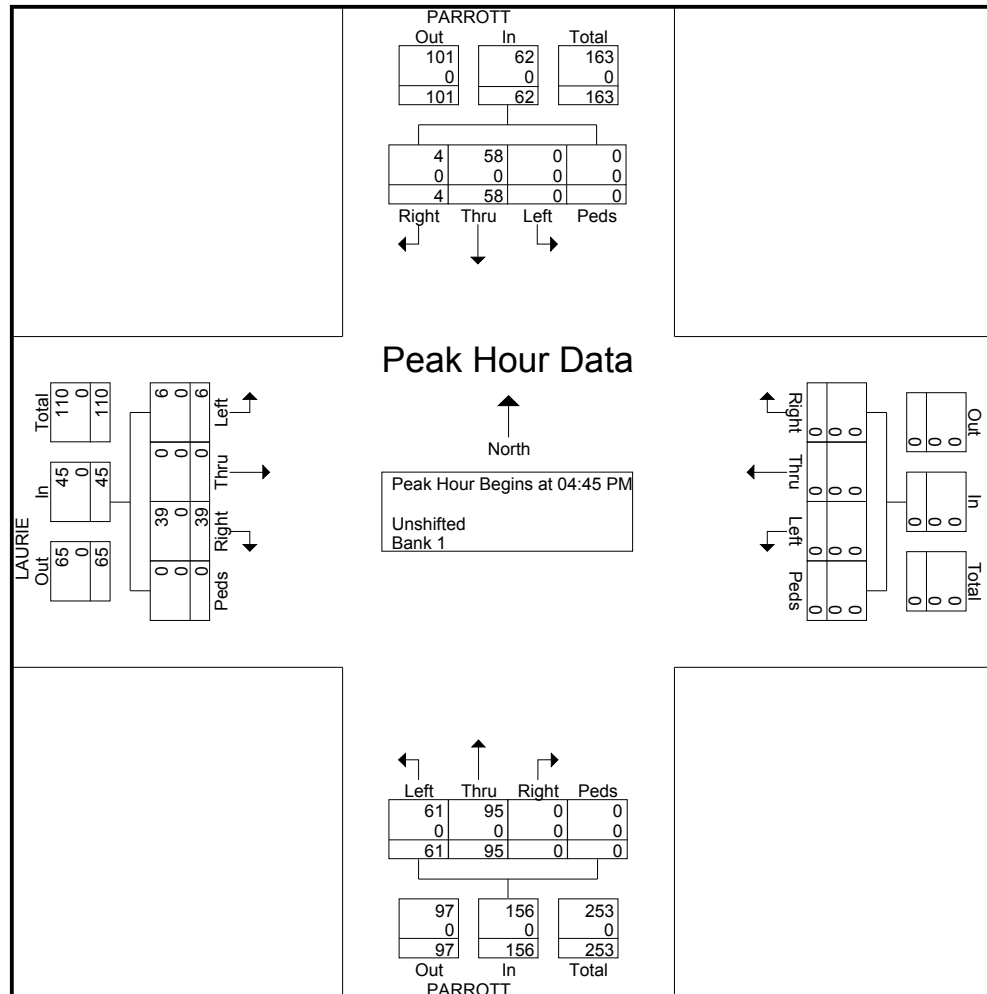 PARROTT
Out In Total
101 62 163
0 0 0
101 62 163
4 58 0 0
0 0 0 0
4 58 0 0
Right Thru Left Peds
Peak Hour Data
North
Peak Hour Begins at 04:45 PM
Unshifted
Bank 1
LAURIE
Out In Total
65 45 110
0 0 0
65 45 110
Left Thru Right Peds
6 0 39 0
0 0 0 0
6 0 39 0
Right Thru Left Peds
0 0 0 0
0 0 0 0
0 0 0 0
Out In Total
0 0 0
0 0 0
0 0 0
Left Thru Right Peds
61 95 0 0
0 0 0 0
61 95 0 0
97 156 253
0 0 0
97 156 253
Out In Total
PARROTT